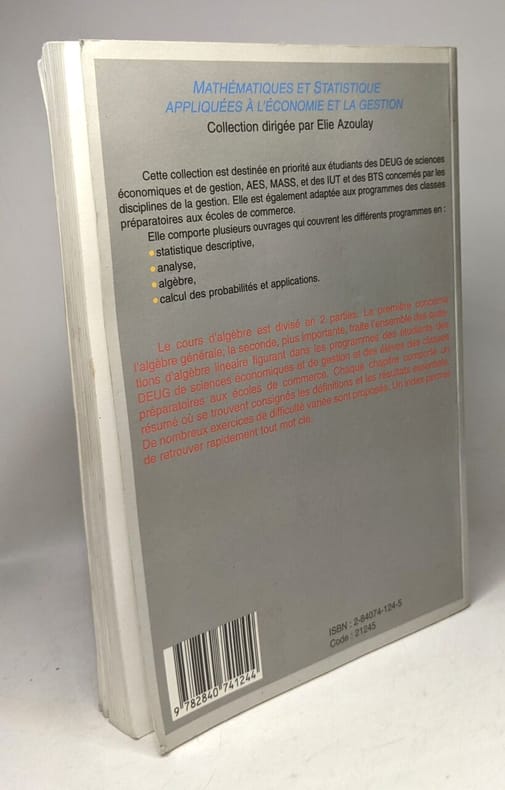 MATHÉMATIQUES ET STATISTIQUE
APPLIQUÉES À L'ÉCONOMIE ET LA GESTION
Collection dirigée par Elie Azoulay
Cette collection est destinée en priorité aux étudiants des DEUG de sciences
économiques et de gestion, AES, MASS, et des IUT et des BTS concernés par les
disciplines de la gestion. Elle est également adaptée aux programmes des classes
préparatoires aux écoles de commerce.
Elle comporte plusieurs ouvrages qui couvrent les différents programmes en :
• statistique descriptive,
• analyse,
• algèbre,
• calcul des probabilités et applications.
Le cours d'algèbre est divisé en 2 parties. La première concerne
l'algèbre générale; la seconde, plus importante, traite l'ensemble des ques-
tions d'algèbre linéaire figurant dans les programmes des étudiants des
DEUG de sciences économiques et de gestion et des élèves des classes
préparatoires aux écoles de commerce. Chaque chapitre comporte un
résumé où se trouvent consignés les définitions et les résultats essentiels.
De nombreux exercices de difficulté variée sont proposés. Un index permet
de retrouver rapidement tout mot clé.
ISBN : 2-84074-124-5
Code : 21245
9 782840 741244